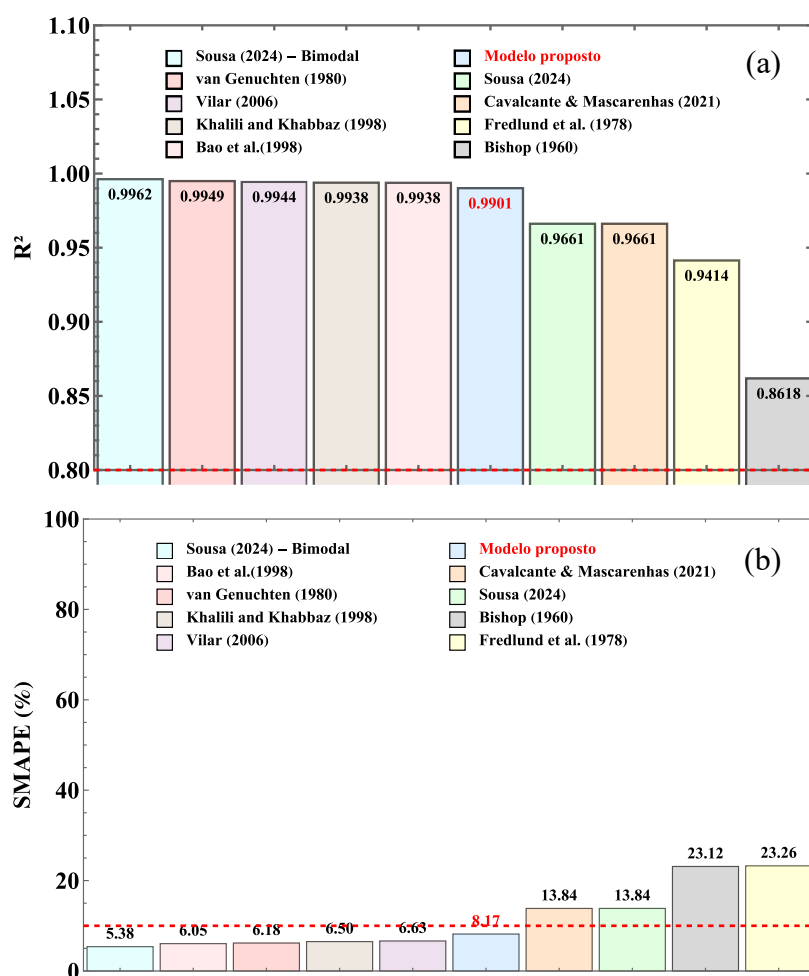 1.10
1.05
1.00
0.95
0.90
0.85
0.80
R²
(a)
Sousa (2024) – Bimodal
van Genuchten (1980)
Vilar (2006)
Khalili and Khabbaz (1998)
Bao et al.(1998)
Modelo proposto
Sousa (2024)
Cavalcante & Mascarenhas (2021)
Fredlund et al. (1978)
Bishop (1960)
0.9962
0.9949
0.9944
0.9938
0.9938
0.9901
0.9661
0.9661
0.9414
0.8618
100
80
60
40
20
0
SMAPE (%)
(b)
Sousa (2024) – Bimodal
Bao et al.(1998)
van Genuchten (1980)
Khalili and Khabbaz (1998)
Vilar (2006)
Modelo proposto
Cavalcante & Mascarenhas (2021)
Sousa (2024)
Bishop (1960)
Fredlund et al. (1978)
5.38
6.05
6.18
6.50
6.63
8.17
13.84
13.84
23.12
23.26